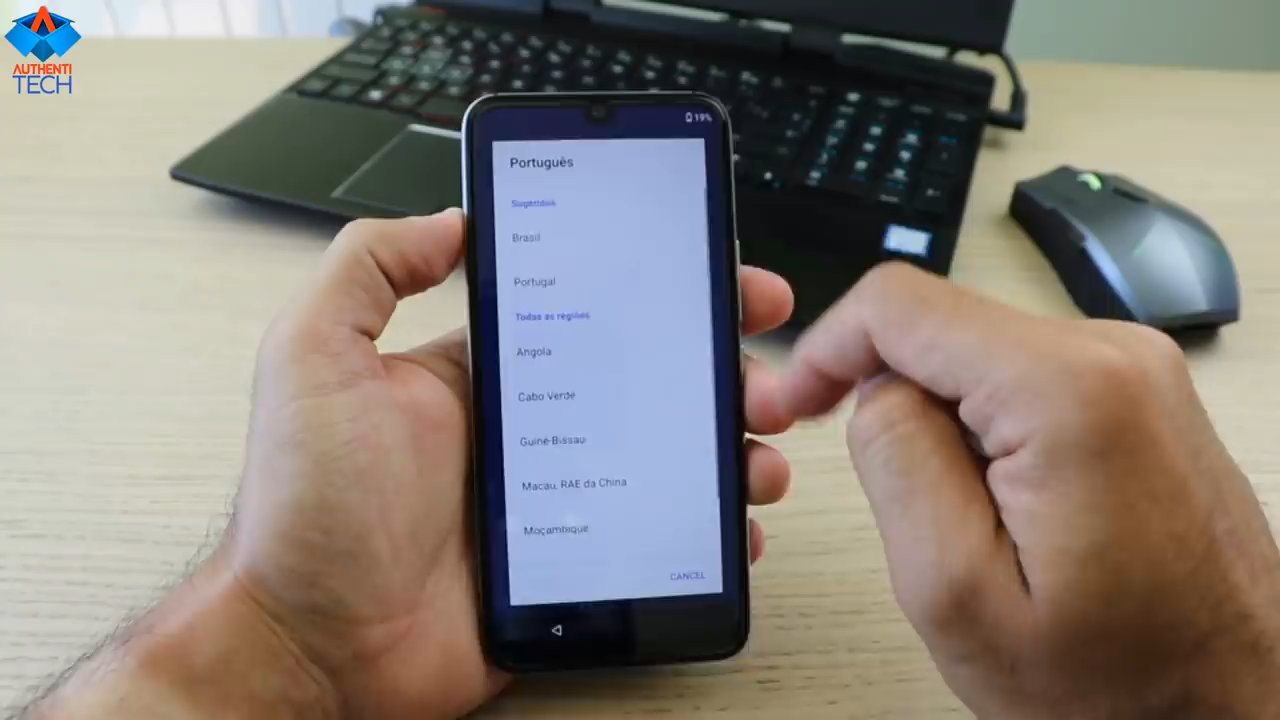 AUTHENTI
TECH
19%
Português
Sugeridos
Brasil
Portugal
Todas as regiões
Angola
Cabo Verde
Guiné-Bissau
Macau, RAE da China
Moçambique
CANCEL